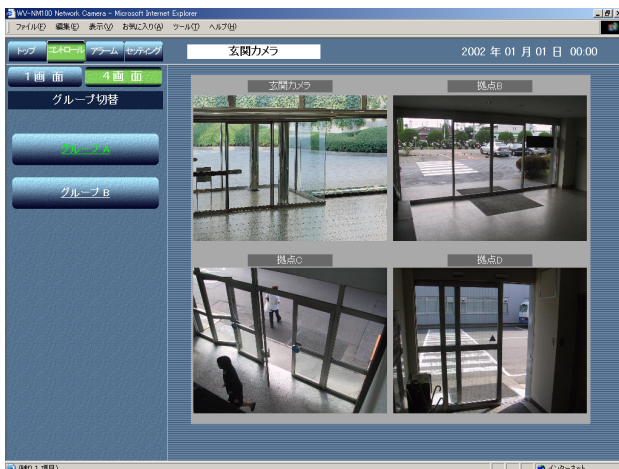 WV-NM100 Network Camera - Microsoft Internet Explorer
ファイル(F) 編集(E) 表示(V) お気に入り(A) ツール(T) ヘルプ(H)
トップ コントロール アラーム セッティング 玄関カメラ 2002 年 01 月 01 日 00:00
1画 面 4画 面
グループ切替
玄関カメラ 拠点B
グループ A
グループ B
拠点C 拠点D
インターネット